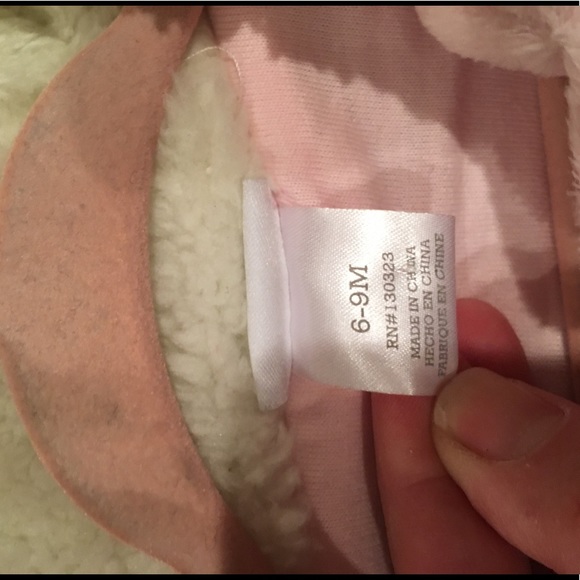 6-9M
RN#130323
MADE IN CHINA
HECHO EN CHINA
FABRIQUE EN CHINE